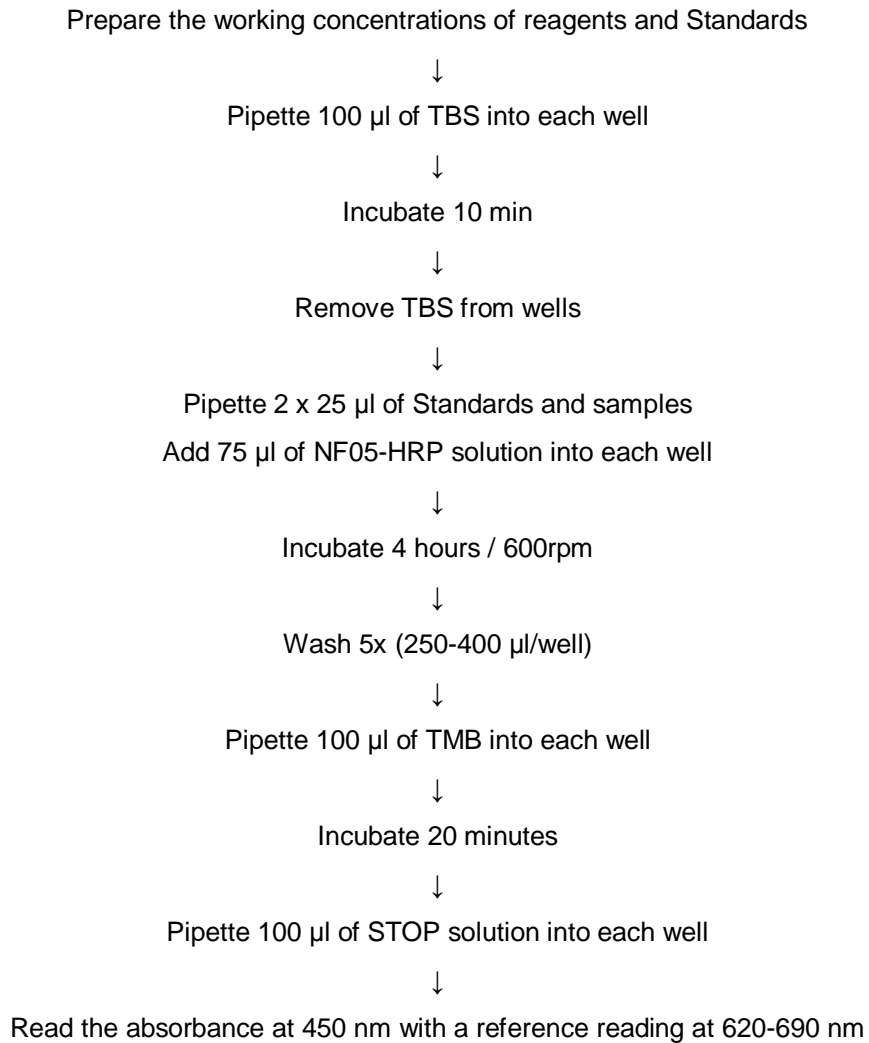 Prepare the working concentrations of reagents and Standards
↓
Pipette 100 µl of TBS into each well
↓
Incubate 10 min
↓
Remove TBS from wells
↓
Pipette 2 x 25 µl of Standards and samples
Add 75 µl of NF05-HRP solution into each well
↓
Incubate 4 hours / 600rpm
↓
Wash 5x (250-400 µl/well)
↓
Pipette 100 µl of TMB into each well
↓
Incubate 20 minutes
↓
Pipette 100 µl of STOP solution into each well
↓
Read the absorbance at 450 nm with a reference reading at 620-690 nm